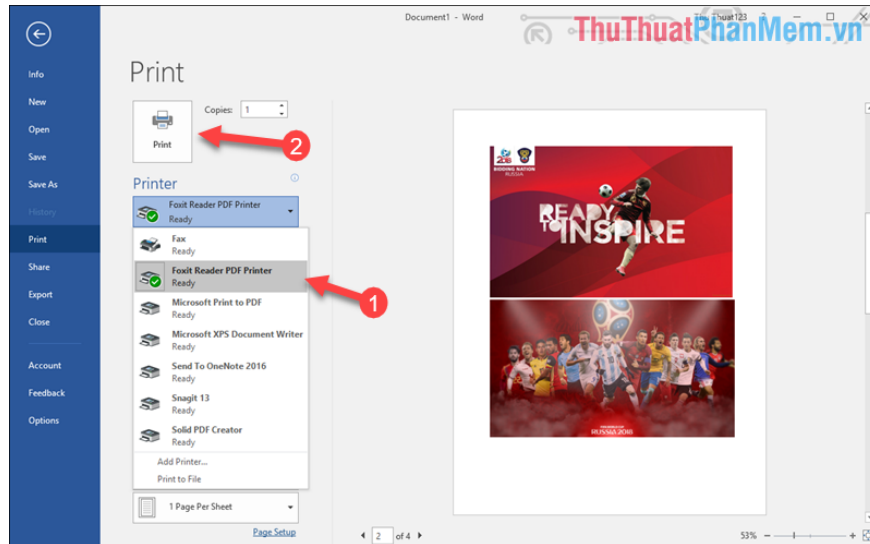 Document1 - Word
ThuThuat123
ThuThuatPhanMem.vn
Info
New
Open
Save
Save As
History
Print
Share
Export
Close
Account
Feedback
Options
Print
Print
Copies: 1
2
Printer
Foxit Reader PDF Printer
Ready
Fax
Ready
Foxit Reader PDF Printer
Ready
1
Microsoft Print to PDF
Ready
Microsoft XPS Document Writer
Ready
Send To OneNote 2016
Ready
Snagit 13
Ready
Solid PDF Creator
Ready
Add Printer...
Print to File
1 Page Per Sheet
Page Setup
2018
BIDDING NATION
RUSSIA
READY
TO INSPIRE
RUSSIA 2018
2 of 4
53%